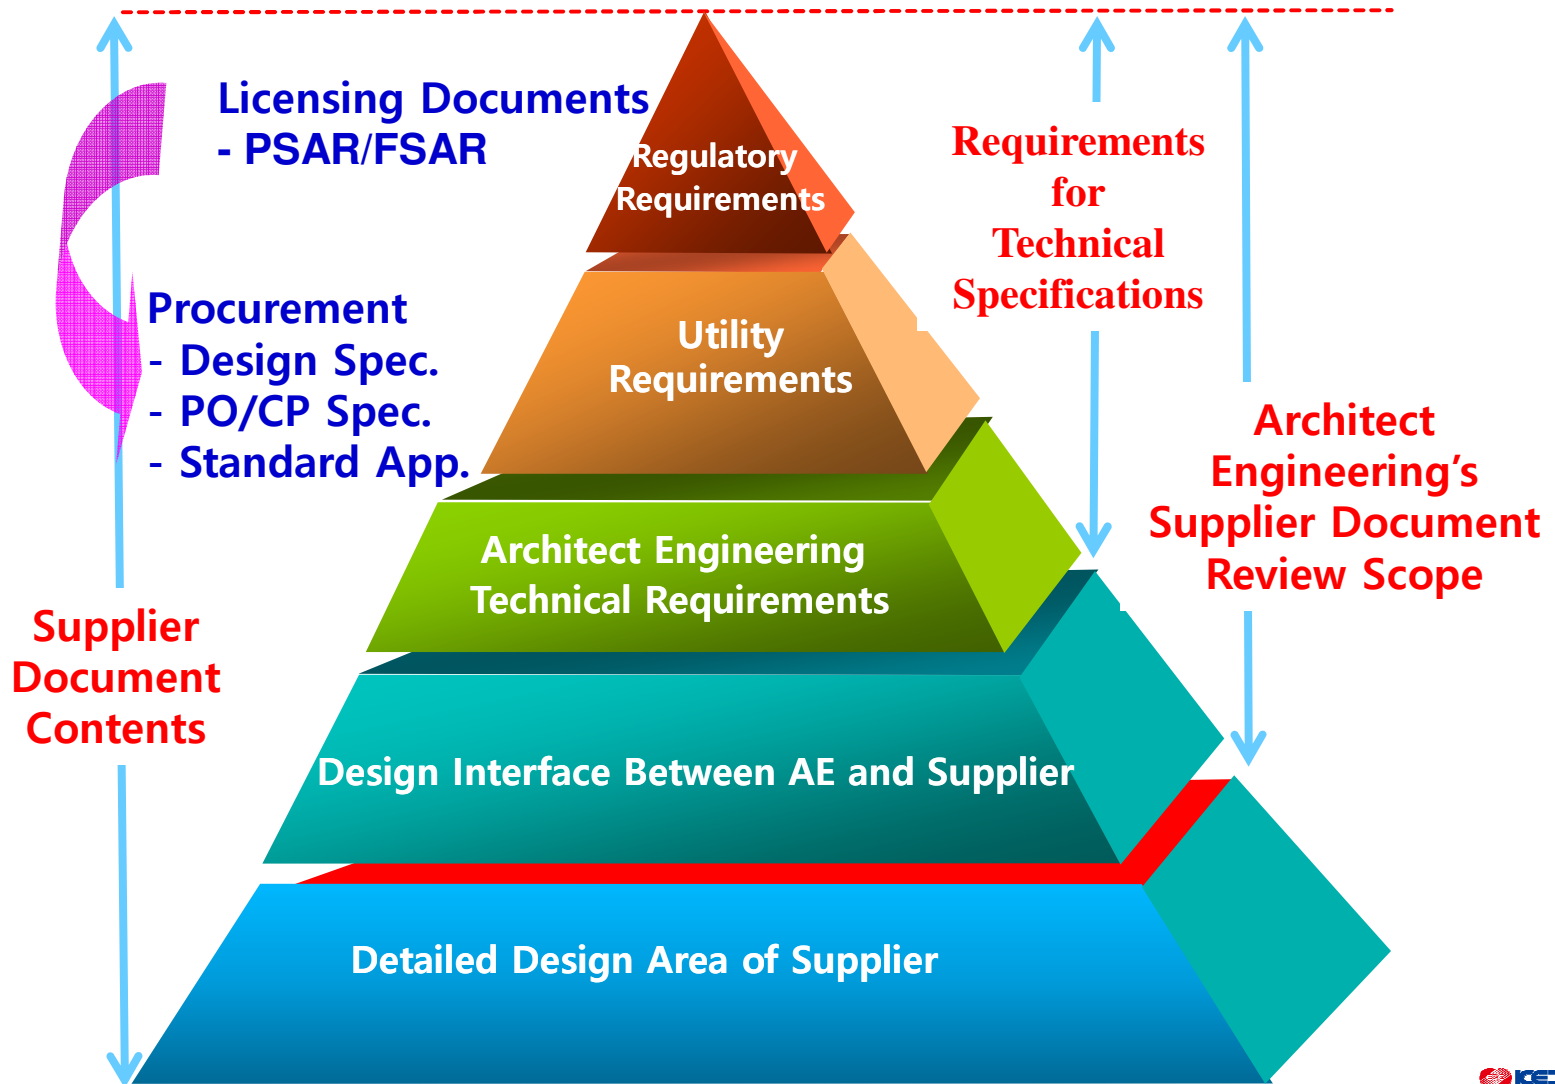 Licensing Documents
- PSAR/FSAR
Procurement
- Design Spec.
- PO/CP Spec.
- Standard App.
Supplier
Document
Contents
Regulatory
Requirements
Utility
Requirements
Architect Engineering
Technical Requirements
Design Interface Between AE and Supplier
Detailed Design Area of Supplier
Requirements
for
Technical
Specifications
Architect
Engineering’s
Supplier Document
Review Scope